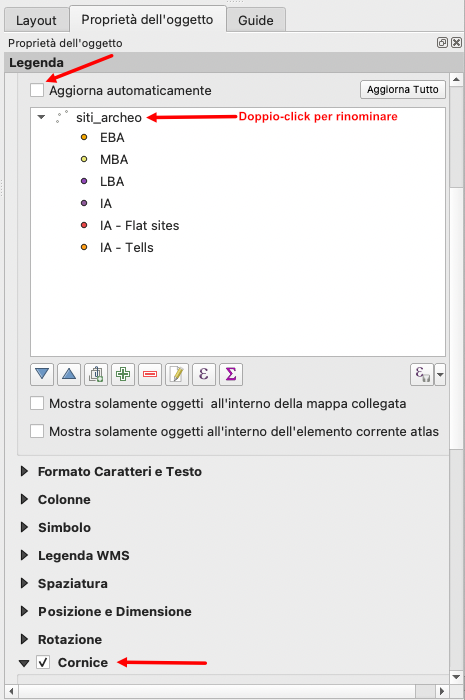 Layout
Proprietà dell'oggetto
Guide
Proprietà dell'oggetto
Legenda
Aggiorna automaticamente
Aggiorna Tutto
siti_archeo
Doppio-click per rinominare
EBA
MBA
LBA
IA
IA - Flat sites
IA - Tells
ε
Σ
ε
Mostra solamente oggetti all'interno della mappa collegata
Mostra solamente oggetti all'interno dell'elemento corrente atlas
Formato Caratteri e Testo
Colonne
Simbolo
Legenda WMS
Spaziatura
Posizione e Dimensione
Rotazione
Cornice